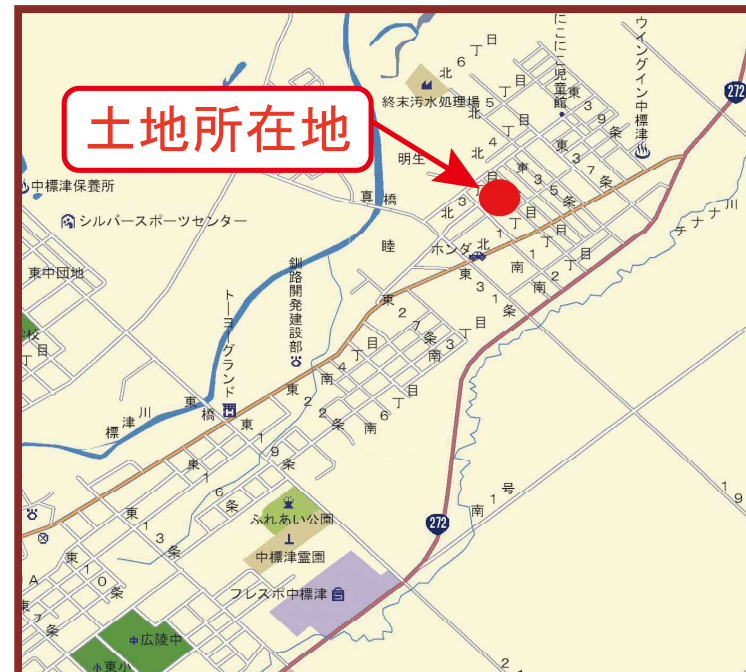 土地所在地
にこにこ児童館
ウイングイン中標津
272
終末汚水処理場
北6丁目
北5丁目
北4丁目
東39条
東37条
東35条
明生
真橋
北3丁目
北1丁目
南1丁目
南2丁目
チナナ川
中標津保養所
シルバースポーツセンター
睦
ホンダ
東31条
東中団地
釧路開発建設部
トーヨーグランド
東27条
南3丁目
南4丁目
東22条
南6丁目
標津川
東橋
東19条
東16条
東13条
ふれあい公園
中標津霊園
272
南1号
19
フレスポ中標津
東10条
東7条
A
校
丁目
中広陵中
小東小
2